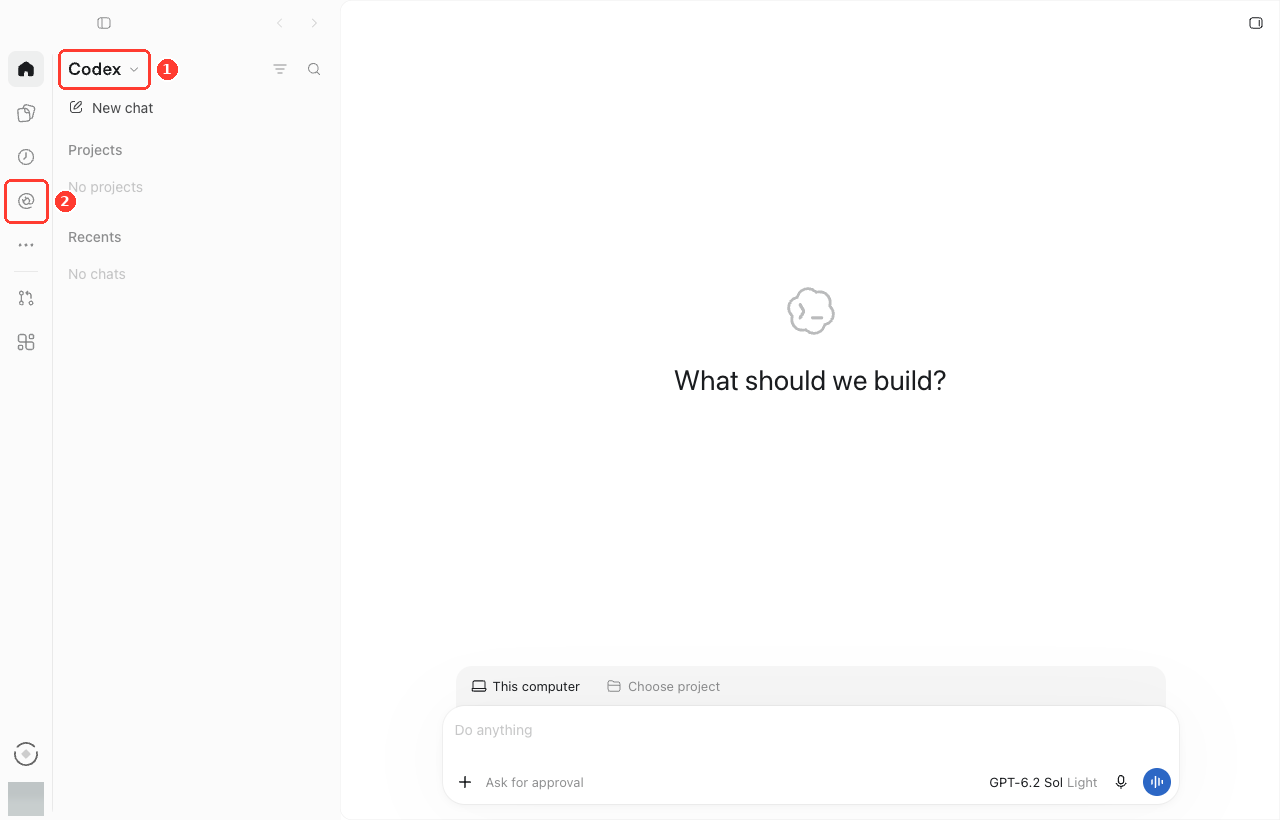 Codex
1
New chat
Projects
No projects
2
Recents
No chats
What should we build?
This computer
Choose project
Do anything
Ask for approval
GPT-6.2 Sol Light